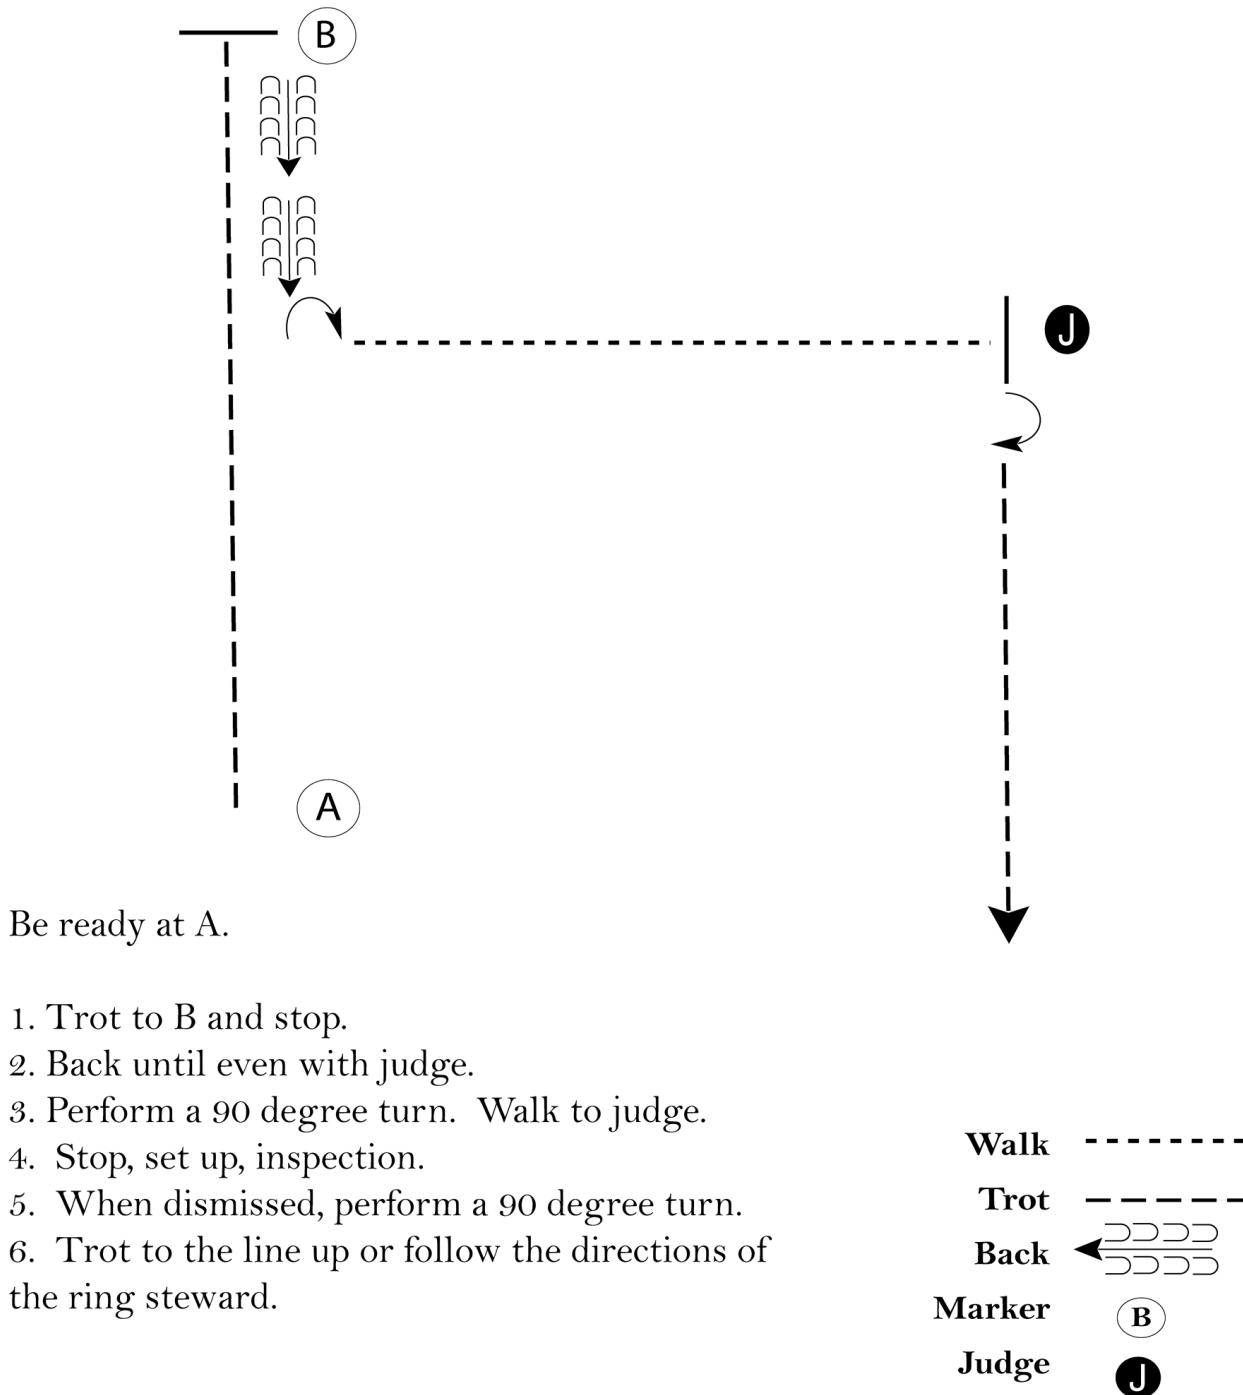 B
J
A
Be ready at A.
1. Trot to B and stop.
2. Back until even with judge.
3. Perform a 90 degree turn.  Walk to judge.
4.  Stop, set up, inspection.
5.  When dismissed, perform a 90 degree turn.
6.  Trot to the line up or follow the directions of
the ring steward.
Walk
Trot
Back
Marker B
Judge J